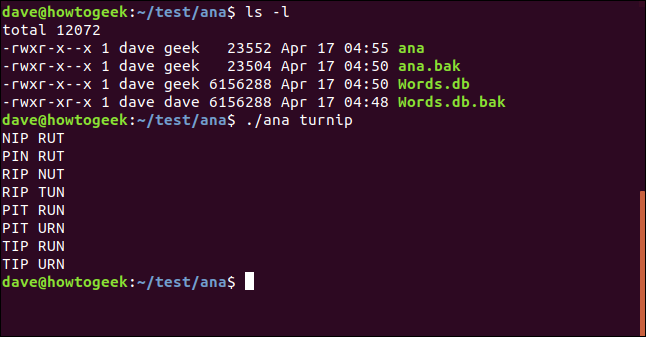 dave@howtogeek:~/test/ana$ ls -l
total 12072
-rwxr-x--x 1 dave geek   23552 Apr 17 04:55 ana
-rwxr-x--x 1 dave geek   23504 Apr 17 04:50 ana.bak
-rwxr-xr-x 1 dave geek 6156288 Apr 17 04:50 Words.db
-rwxr-xr-x 1 dave dave 6156288 Apr 17 04:48 Words.db.bak
dave@howtogeek:~/test/ana$ ./ana turnip
NIP RUT
PIN RUT
RIP NUT
RIP TUN
PIT RUN
PIT URN
TIP RUN
TIP URN
dave@howtogeek:~/test/ana$